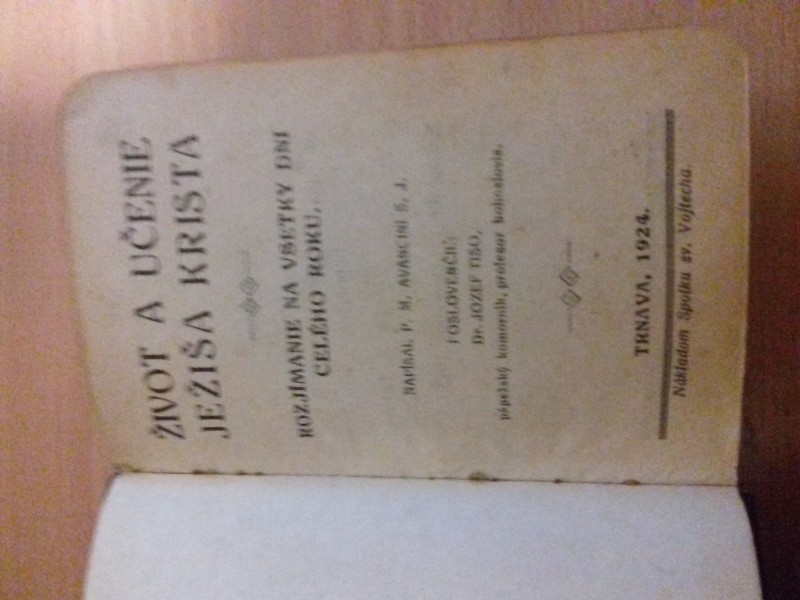 ŽIVOT A UČENIE
JEŽIŠA KRISTA
ROZJÍMANIE NA VŠETKY DNI
CELÉHO ROKU.
NAPÍSAL P. M. AVANCINI S. J.
POSLOVENČIL:
Dr. JOZEF TISO,
pápežský komorník, profesor bohoslovia.
TRNAVA, 1924.
Nákladom Spolku sv. Vojtecha.